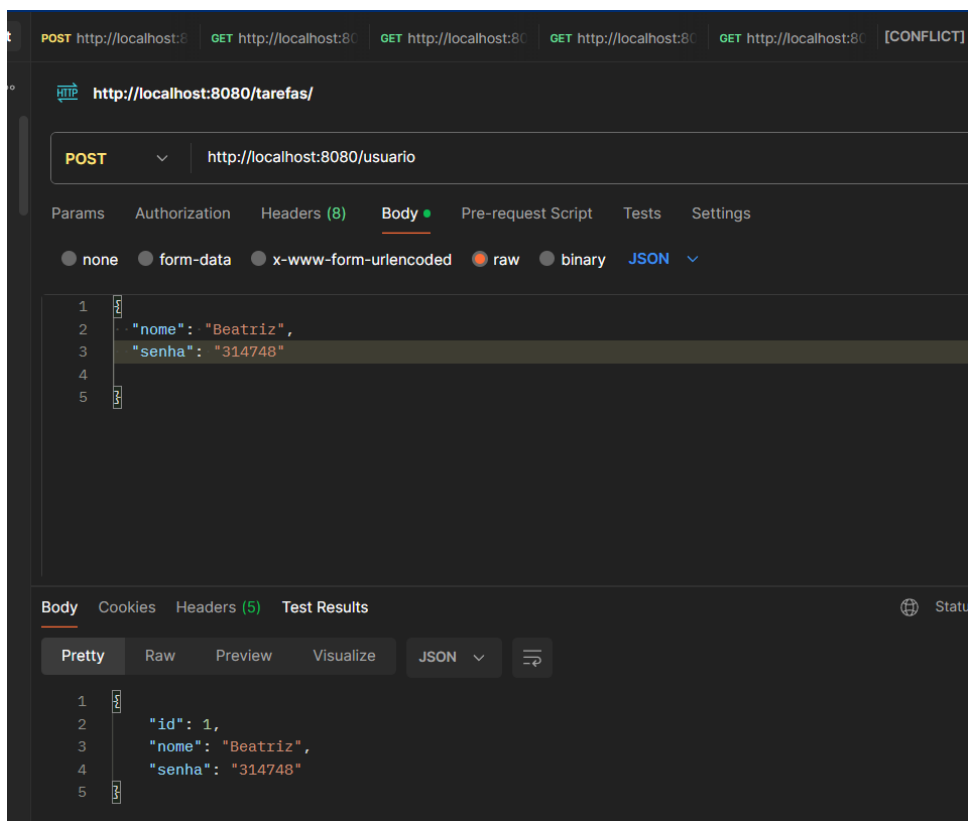 t POST http://localhost:8 GET http://localhost:80 GET http://localhost:80 GET http://localhost:80 GET http://localhost:80 [CONFLICT]
HTTP http://localhost:8080/tarefas/
POST http://localhost:8080/usuario
Params Authorization Headers (8) Body Pre-request Script Tests Settings
none form-data x-www-form-urlencoded raw binary JSON
1 {
2 "nome": "Beatriz",
3 "senha": "314748"
4
5 }
Body Cookies Headers (5) Test Results Statu
Pretty Raw Preview Visualize JSON
1 {
2 "id": 1,
3 "nome": "Beatriz",
4 "senha": "314748"
5 }